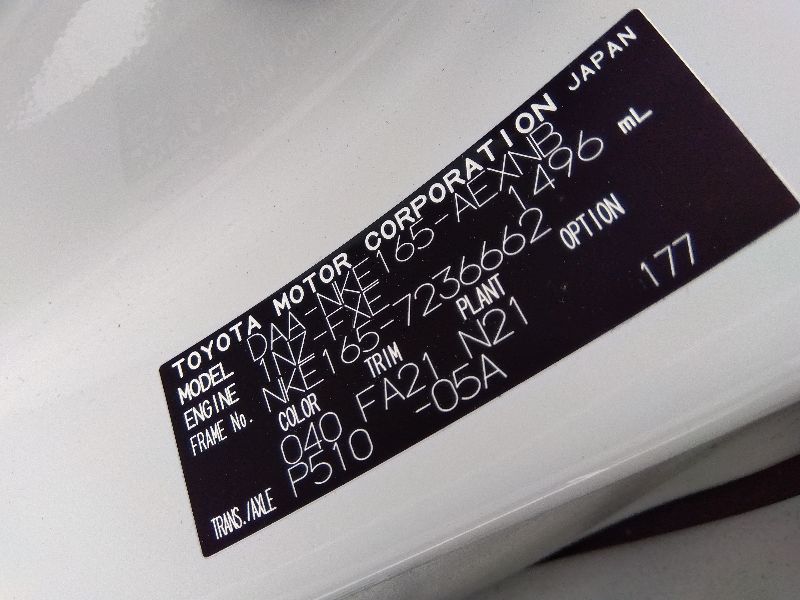 TOYOTA MOTOR CORPORATION JAPAN
MODEL DAA-NKE165-AEXNB
ENGINE 1NZ-FXE 1496 mL
FRAME No. NKE165-7236662
COLOR TRIM PLANT OPTION
040 FA21 N21 177
TRANS./AXLE P510 -05A